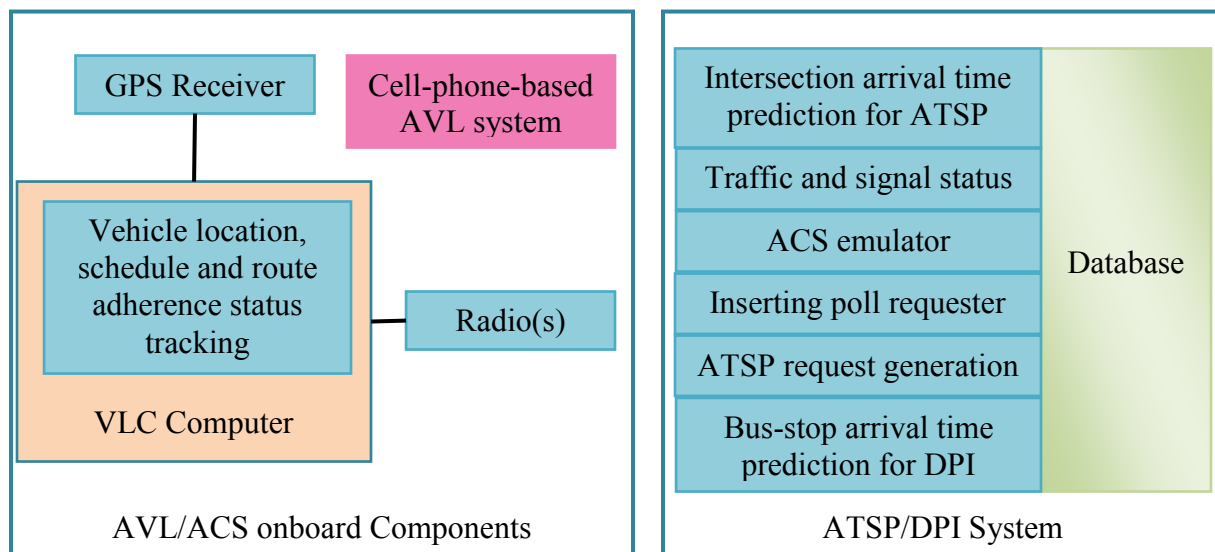 GPS Receiver
Cell-phone-based
AVL system
Vehicle location,
schedule and route
adherence status
tracking
Radio(s)
VLC Computer
AVL/ACS onboard Components
Intersection arrival time
prediction for ATSP
Traffic and signal status
ACS emulator
Inserting poll requester
ATSP request generation
Bus-stop arrival time
prediction for DPI
Database
ATSP/DPI System